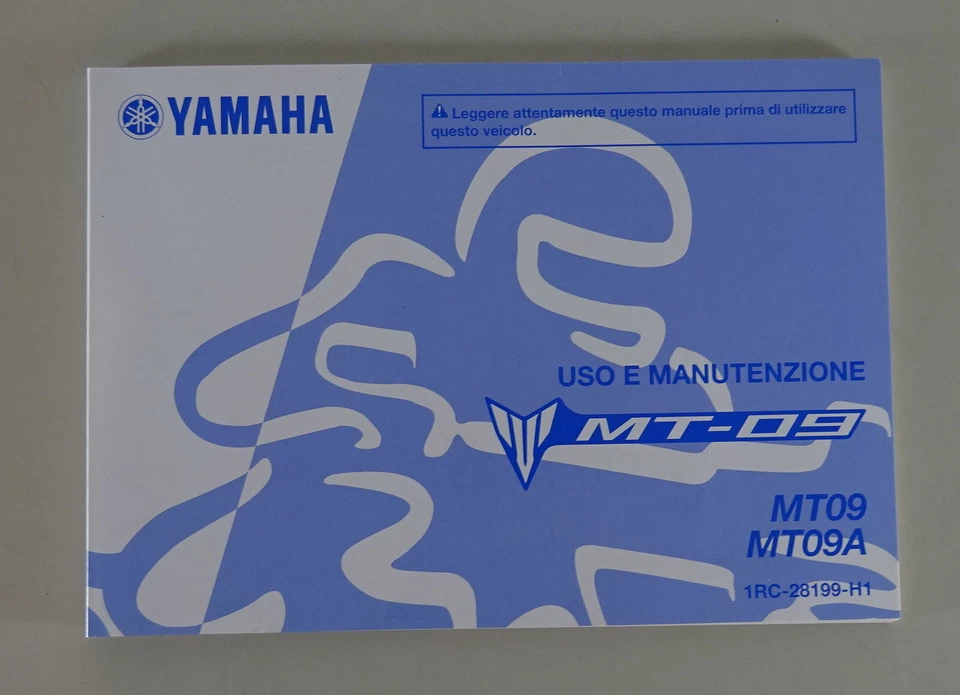 YAMAHA
⚠ Leggere attentamente questo manuale prima di utilizzare
questo veicolo.
USO E MANUTENZIONE
MT-09
MT09
MT09A
1RC-28199-H1